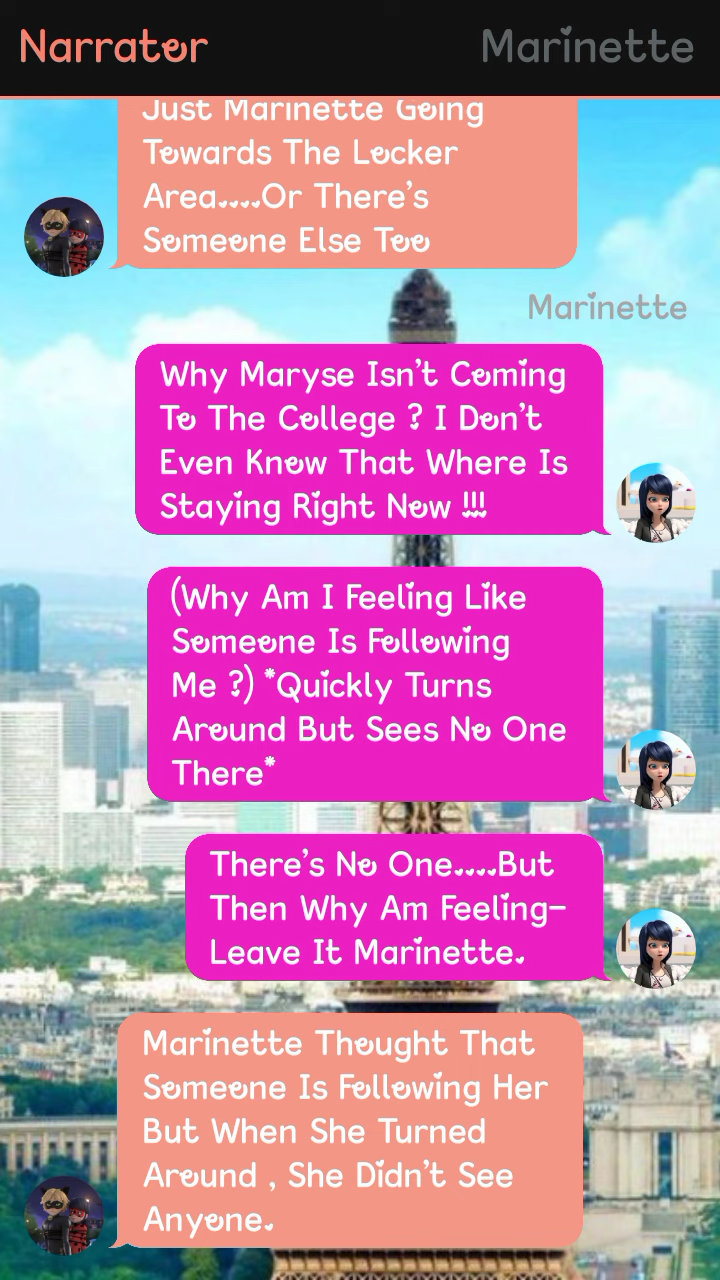 Narrator
Marinette
Just Marinette Going
Towards The Locker
Area....Or There's
Someone Else Too
Marinette
Why Maryse Isn't Coming
To The College ? I Don't
Even Know That Where Is
Staying Right Now !!!
(Why Am I Feeling Like
Someone Is Following
Me ?) *Quickly Turns
Around But Sees No One
There*
There's No One....But
Then Why Am Feeling-
Leave It Marinette.
Marinette Thought That
Someone Is Following Her
But When She Turned
Around , She Didn't See
Anyone.